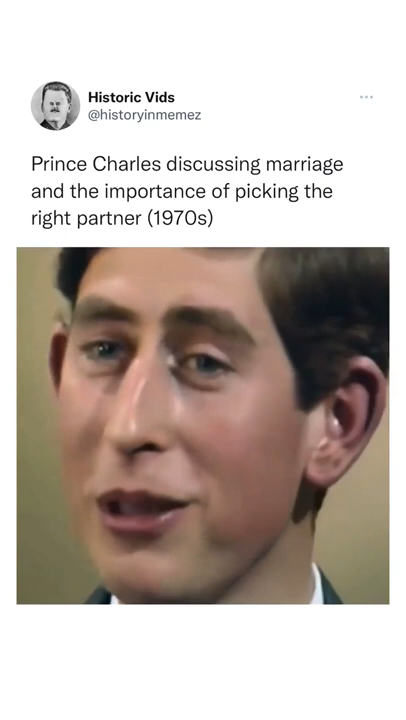 Historic Vids
@historyinmemez
Prince Charles discussing marriage
and the importance of picking the
right partner (1970s)